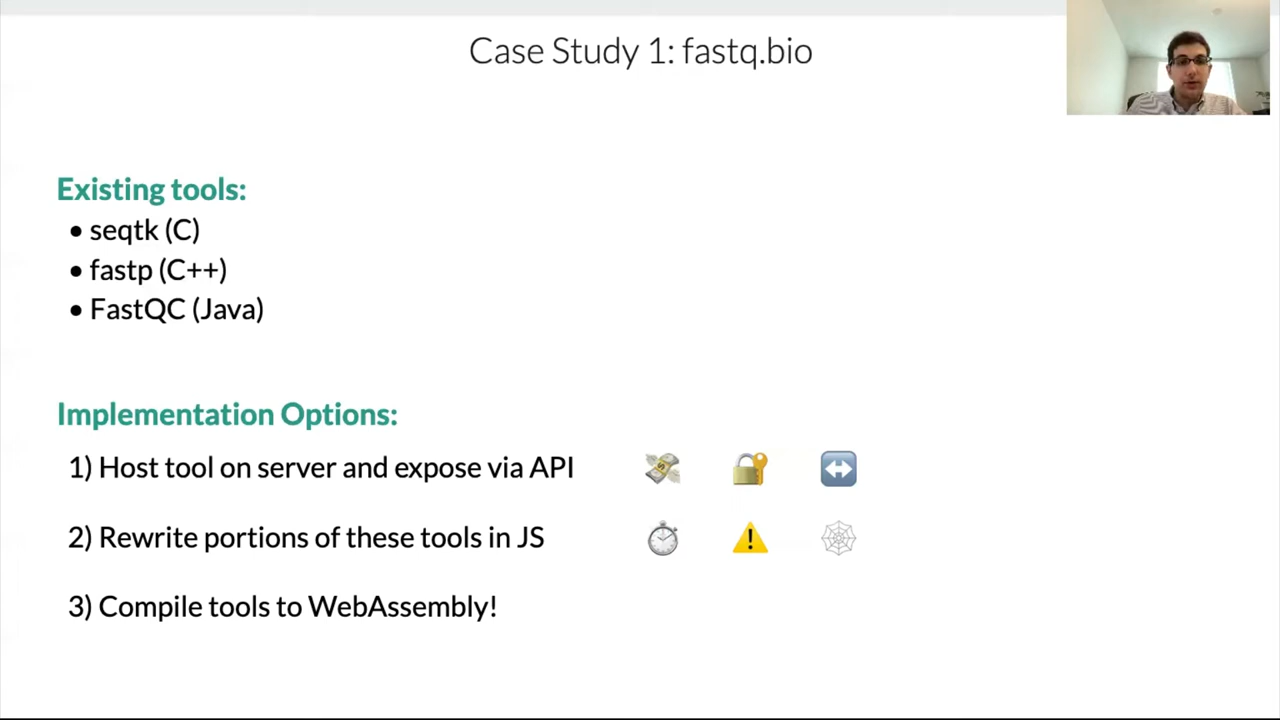 Case Study 1: fastq.bio
Existing tools:
• seqtk (C)
• fastp (C++)
• FastQC (Java)
Implementation Options:
1) Host tool on server and expose via API
2) Rewrite portions of these tools in JS
3) Compile tools to WebAssembly!